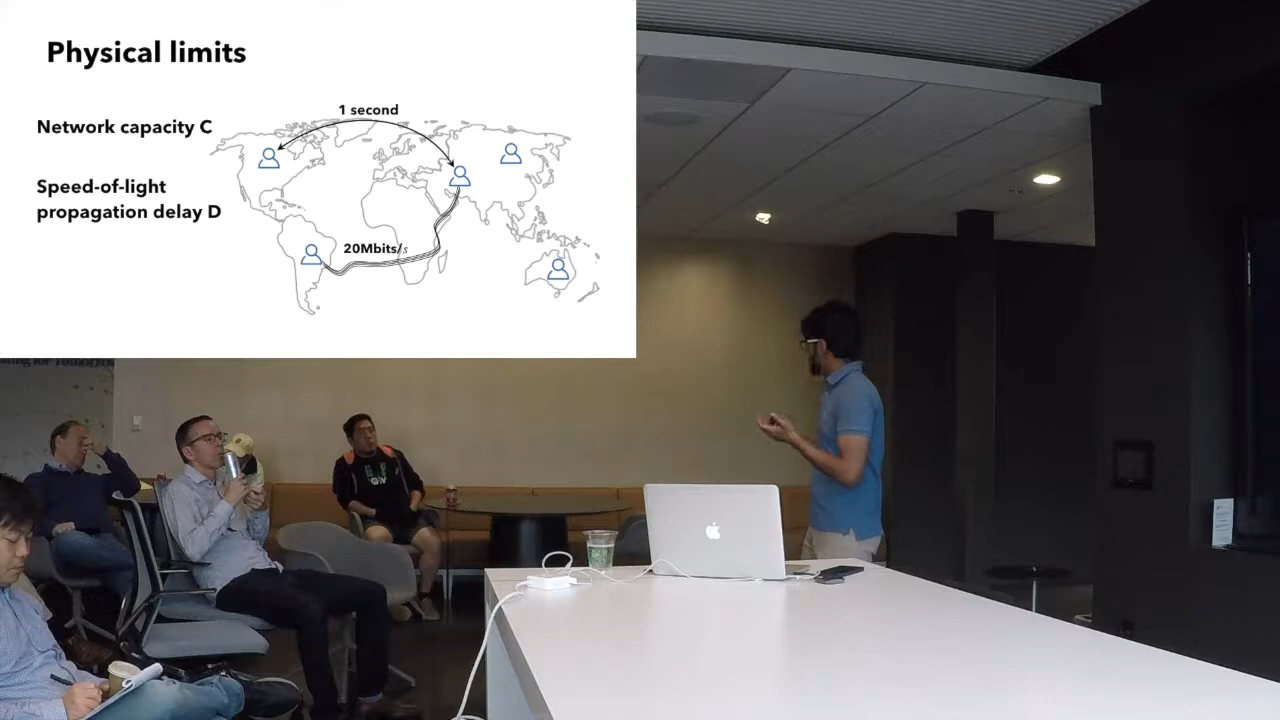 Physical limits
1 second
Network capacity C
Speed-of-light
propagation delay D
20Mbits/s